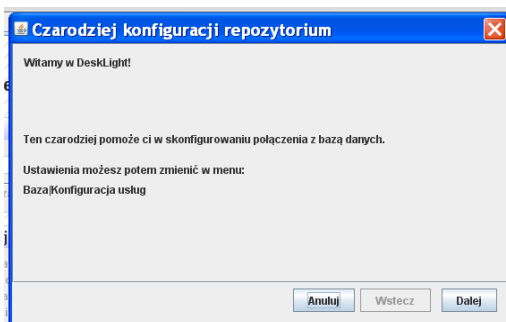 Czarodziej konfiguracji repozytorium
Witamy w DeskLight!
Ten czarodziej pomoże ci w skonfigurowaniu połączenia z bazą danych.
Ustawienia możesz potem zmienić w menu:
Baza|Konfiguracja usług
Anuluj Wstecz Dalej